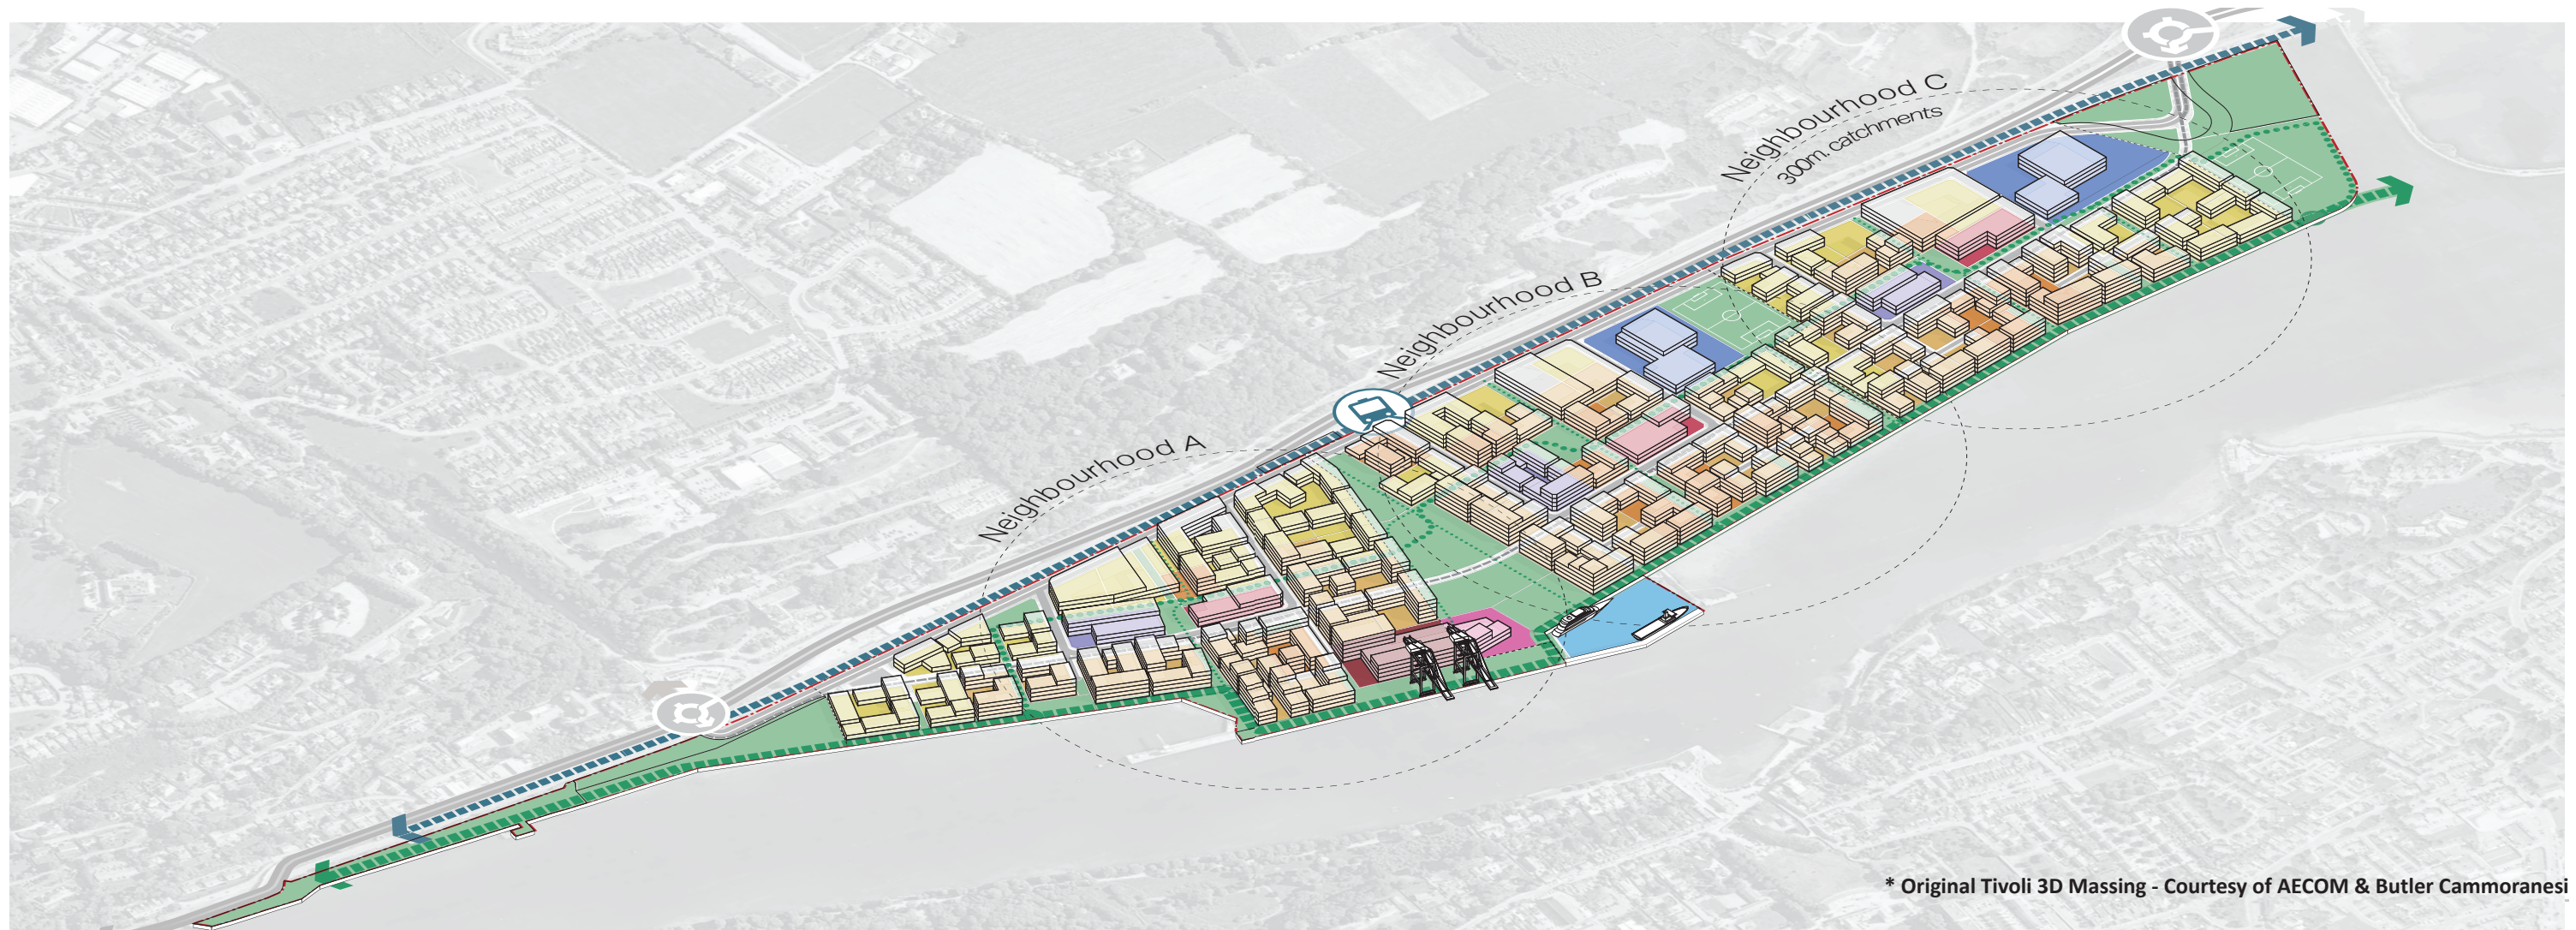 Neighbourhood C
300m. catchments
Neighbourhood B
Neighbourhood A
* Original Tivoli 3D Massing - Courtesy of AECOM & Butler Cammoranesi